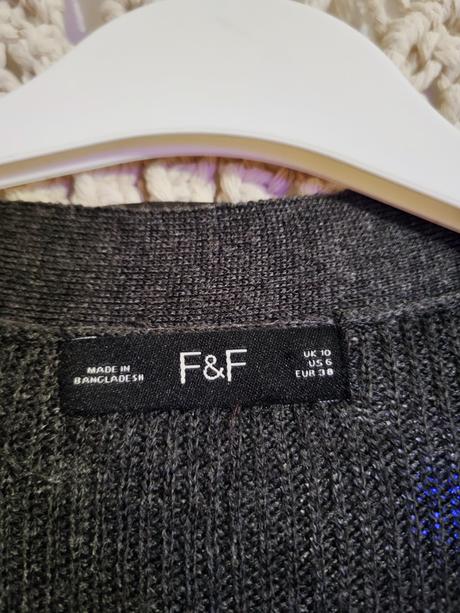 MADE IN
BANGLADESH
F&F
UK 10
US 6
EUR 38